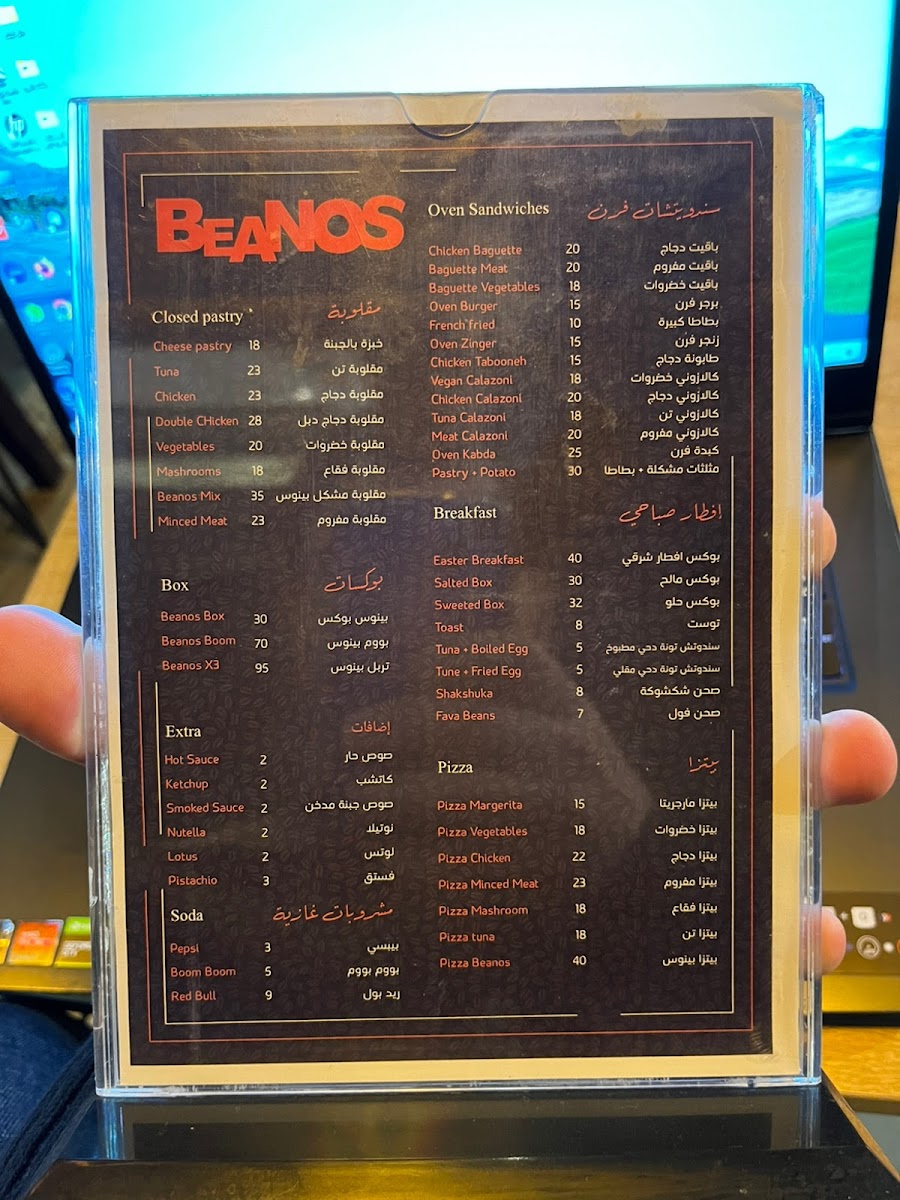 BEANOS
Closed pastry مقلوبة
Cheese pastry 18 خبزة بالجبنة
Tuna 23 مقلوبة تن
Chicken 23 مقلوبة دجاج
Double CHicken 28 مقلوبة دجاج دبل
Vegetables 20 مقلوبة خضروات
Mashrooms 18 مقلوبة فقاع
Beanos Mix 35 مقلوبة مشكل بينوس
Minced Meat 23 مقلوبة مفروم
Box بوكسات
Beanos Box 30 بينوس بوكس
Beanos Boom 70 بووم بينوس
Beanos X3 95 تربل بينوس
Extra إضافات
Hot Sauce 2 صوص حار
Ketchup 2 كاتشب
Smoked Sauce 2 صوص جبنة مدخن
Nutella 2 نوتيلا
Lotus 2 لوتس
Pistachio 3 فستق
Soda مشروبات غازية
Pepsi 3 بيبسي
Boom Boom 5 بووم بووم
Red Bull 9 ريد بول
Oven Sandwiches سندويتشات فرن
Chicken Baguette 20 باقيت دجاج
Baguette Meat 20 باقيت مفروم
Baguette Vegetables 18 باقيت خضروات
Oven Burger 15 برجر فرن
French fried 10 بطاطا كبيرة
Oven Zinger 15 زنجر فرن
Chicken Tabooneh 15 طابونة دجاج
Vegan Calazoni 18 كالازوني خضروات
Chicken Calazoni 20 كالازوني دجاج
Tuna Calazoni 18 كالازوني تن
Meat Calazoni 20 كالازوني مفروم
Oven Kabda 25 كبدة فرن
Pastry + Potato 30 مثلثات مشكلة + بطاطا
Breakfast إفطار صباحي
Easter Breakfast 40 بوكس افطار شرقي
Salted Box 30 بوكس مالح
Sweeted Box 32 بوكس حلو
Toast 8 توست
Tuna + Boiled Egg 5 سندوتش تونة دحي مطبوخ
Tune + Fried Egg 5 سندوتش تونة دحي مقلي
Shakshuka 8 صحن شكشوكة
Fava Beans 7 صحن فول
Pizza بيتزا
Pizza Margerita 15 بيتزا مارجريتا
Pizza Vegetables 18 بيتزا خضروات
Pizza Chicken 22 بيتزا دجاج
Pizza Minced Meat 23 بيتزا مفروم
Pizza Mashroom 18 بيتزا فقاع
Pizza tuna 18 بيتزا تن
Pizza Beanos 40 بيتزا بينوس